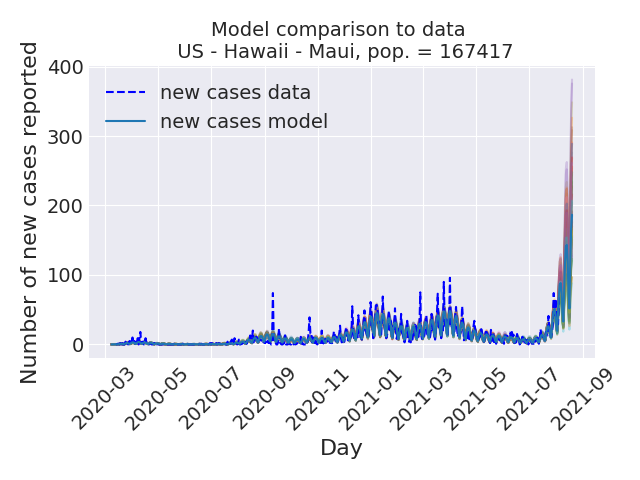 Model comparison to data
US - Hawaii - Maui, pop. = 167417
Number of new cases reported
400
300
200
100
0
new cases data
new cases model
2020-03
2020-05
2020-07
2020-09
2020-11
2021-01
2021-03
2021-05
2021-07
2021-09
Day